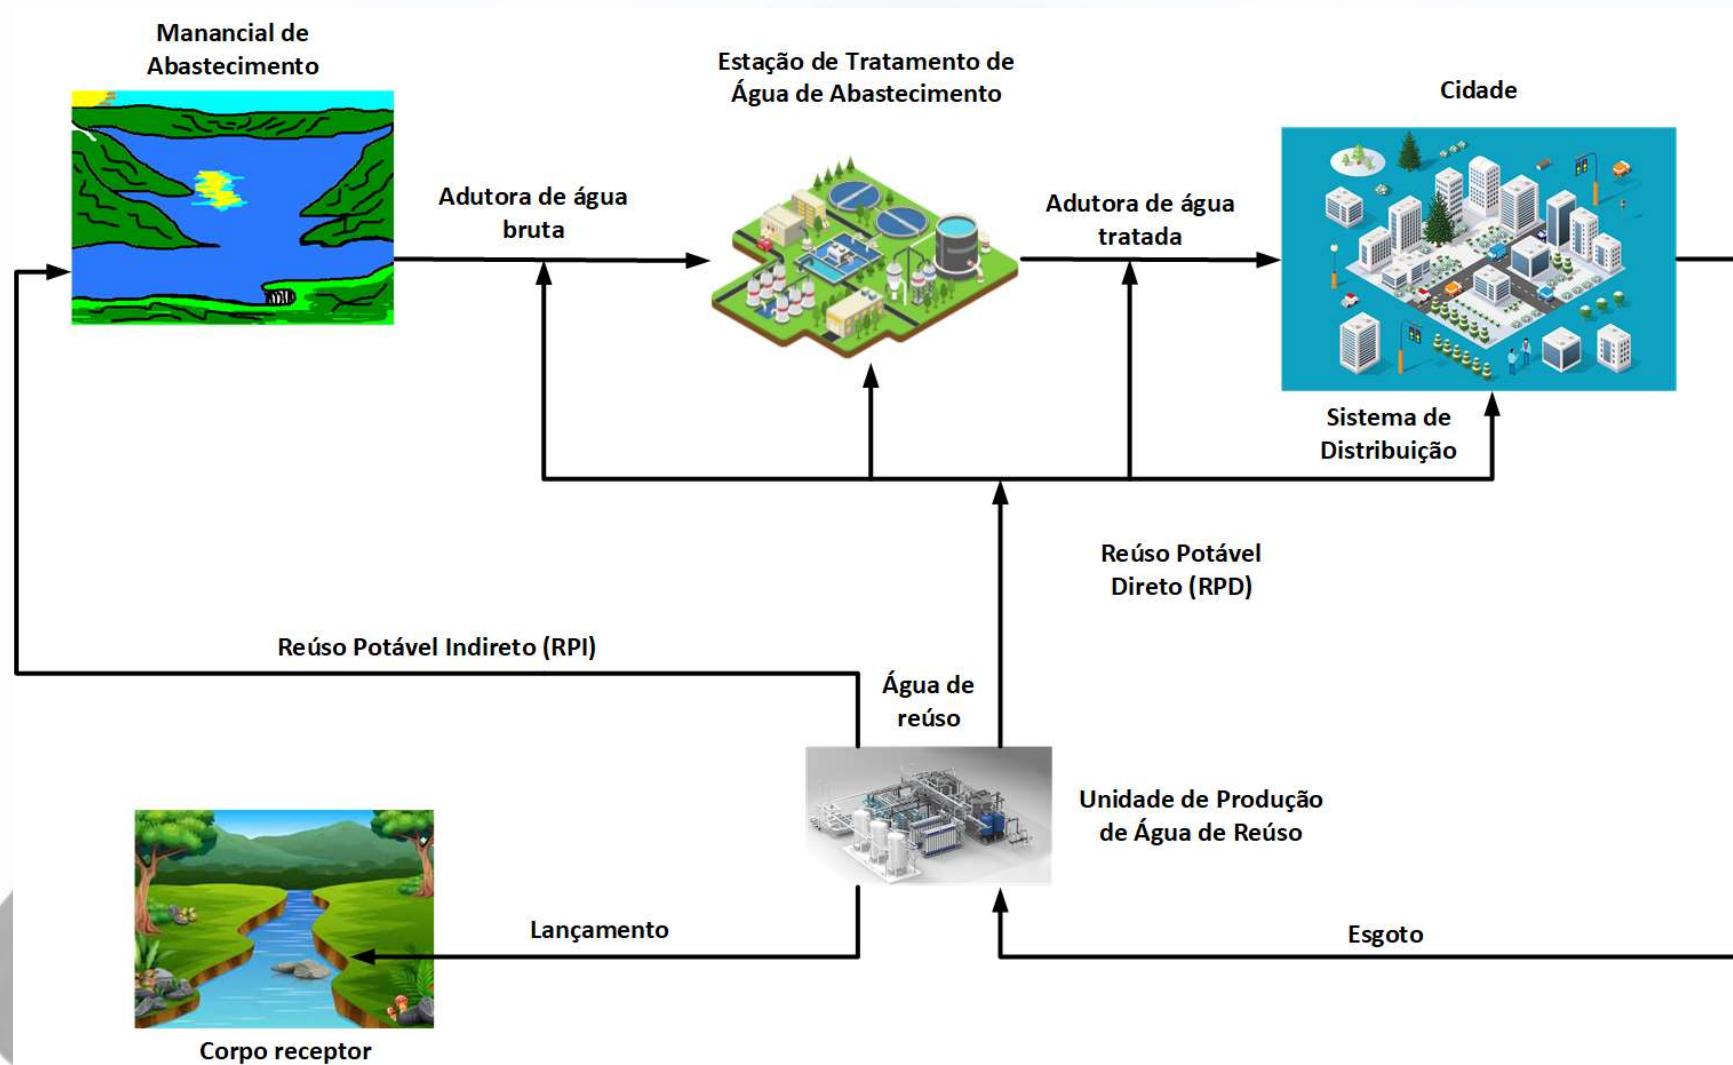 Manancial de
Abastecimento
Estação de Tratamento de
Água de Abastecimento
Cidade
Adutora de água
bruta
Adutora de água
tratada
Sistema de
Distribuição
Reúso Potável
Direto (RPD)
Reúso Potável Indireto (RPI)
Água de
reúso
Unidade de Produção
de Água de Reúso
Lançamento
Esgoto
Corpo receptor